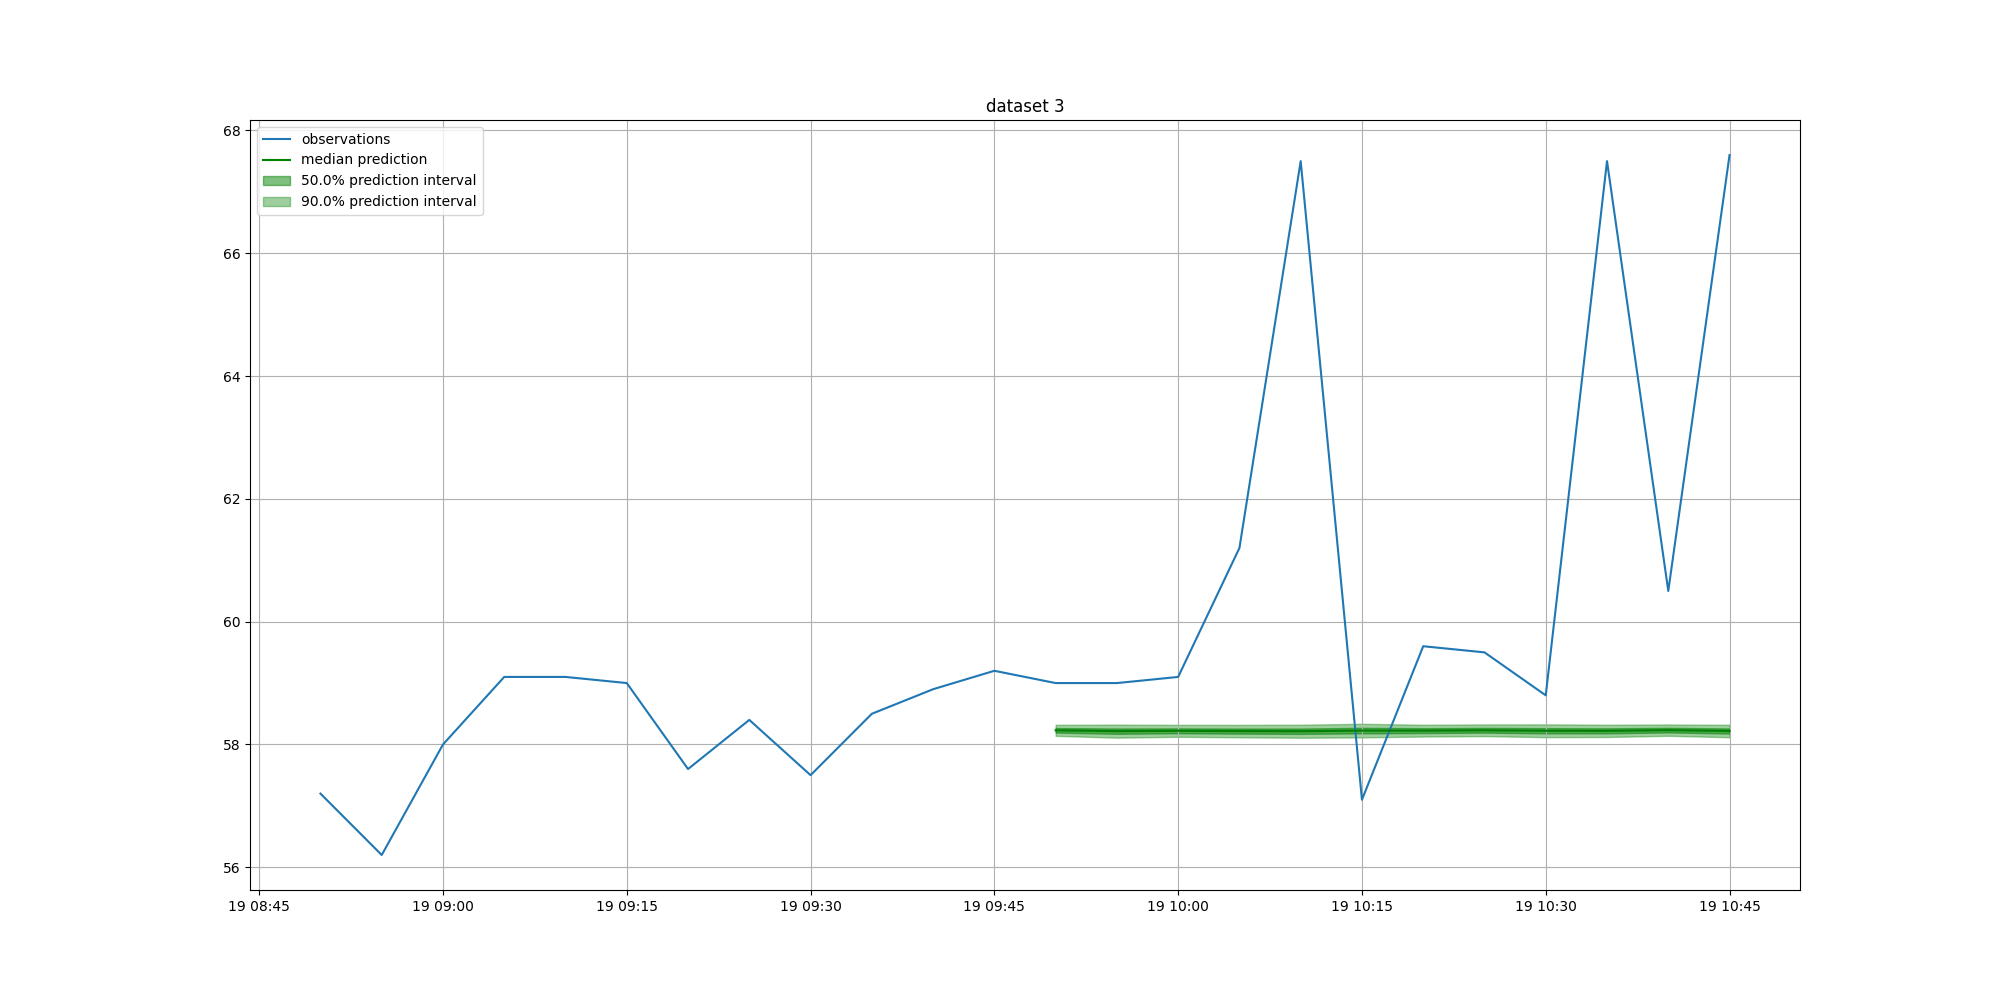 dataset 3
observations
median prediction
50.0% prediction interval
90.0% prediction interval
68
66
64
62
60
58
56
19 08:45 19 09:00 19 09:15 19 09:30 19 09:45 19 10:00 19 10:15 19 10:30 19 10:45